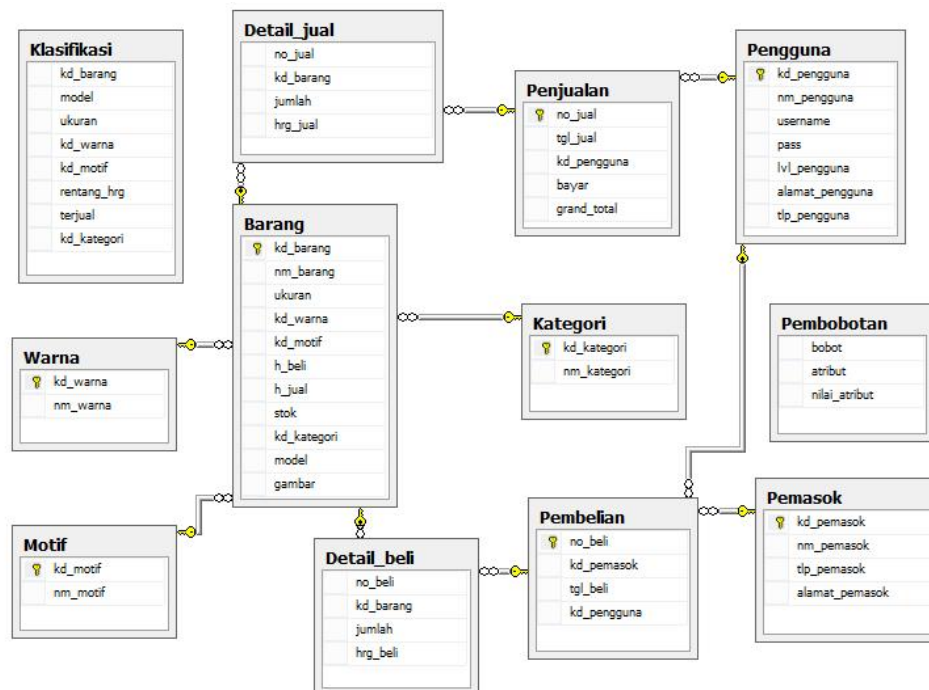 Klasifikasi
kd_barang
model
ukuran
kd_warna
kd_motif
rentang_hrg
terjual
kd_kategori
Detail_jual
no_jual
kd_barang
jumlah
hrg_jual
Penjualan
no_jual
tgl_jual
kd_pengguna
bayar
grand_total
Pengguna
kd_pengguna
nm_pengguna
username
pass
lvl_pengguna
alamat_pengguna
tlp_pengguna
Barang
kd_barang
nm_barang
ukuran
kd_warna
kd_motif
h_beli
h_jual
stok
kd_kategori
model
gambar
Kategori
kd_kategori
nm_kategori
Pembobotan
bobot
atribut
nilai_atribut
Warna
kd_warna
nm_warna
Motif
kd_motif
nm_motif
Detail_beli
no_beli
kd_barang
jumlah
hrg_beli
Pembelian
no_beli
kd_pemasok
tgl_beli
kd_pengguna
Pemasok
kd_pemasok
nm_pemasok
tlp_pemasok
alamat_pemasok